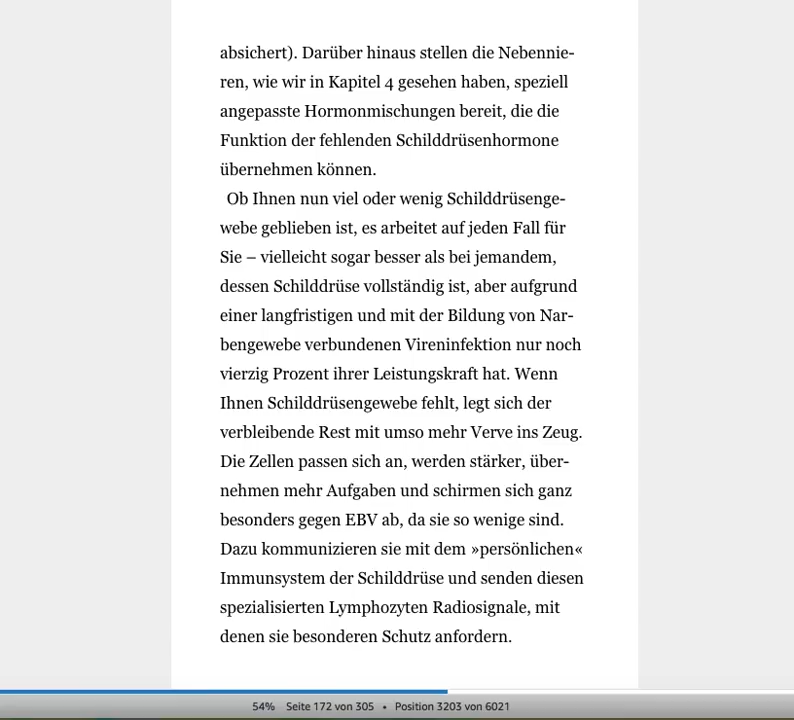 absichert). Darüber hinaus stellen die Nebennie-
ren, wie wir in Kapitel 4 gesehen haben, speziell
angepasste Hormonmischungen bereit, die die
Funktion der fehlenden Schilddrüsenhormone
übernehmen können.
Ob Ihnen nun viel oder wenig Schilddrüsenge-
webe geblieben ist, es arbeitet auf jeden Fall für
Sie – vielleicht sogar besser als bei jemandem,
dessen Schilddrüse vollständig ist, aber aufgrund
einer langfristigen und mit der Bildung von Nar-
bengewebe verbundenen Vireninfektion nur noch
vierzig Prozent ihrer Leistungskraft hat. Wenn
Ihnen Schilddrüsengewebe fehlt, legt sich der
verbleibende Rest mit umso mehr Verve ins Zeug.
Die Zellen passen sich an, werden stärker, über-
nehmen mehr Aufgaben und schirmen sich ganz
besonders gegen EBV ab, da sie so wenige sind.
Dazu kommunizieren sie mit dem »persönlichen«
Immunsystem der Schilddrüse und senden diesen
spezialisierten Lymphozyten Radiosignale, mit
denen sie besonderen Schutz anfordern.
54% Seite 172 von 305 • Position 3203 von 6021